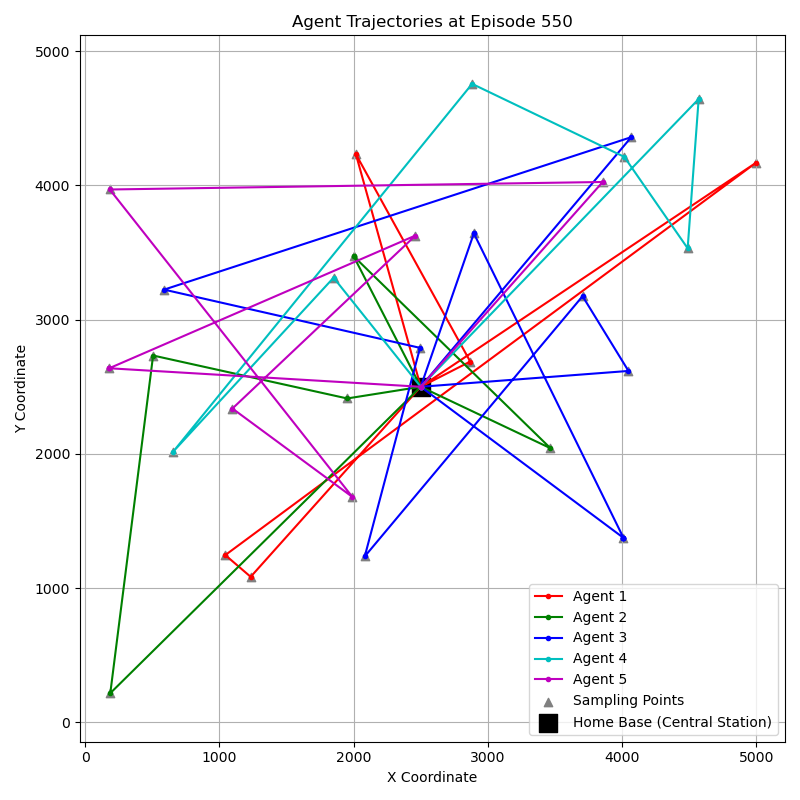 Agent Trajectories at Episode 550
5000
4000
3000
2000
1000
0
Y Coordinate
0 1000 2000 3000 4000 5000
X Coordinate
Agent 1
Agent 2
Agent 3
Agent 4
Agent 5
Sampling Points
Home Base (Central Station)